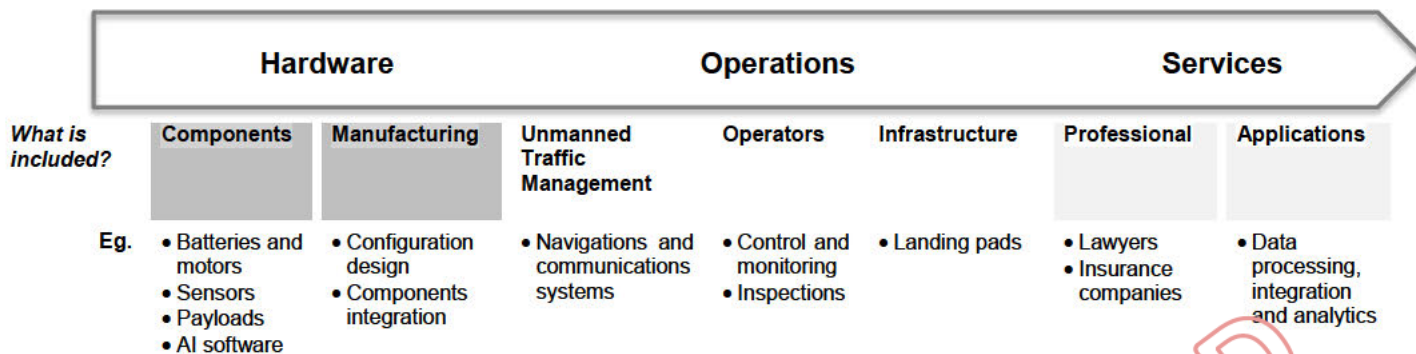 Hardware
Operations
Services
What is
included?
Components
Manufacturing
Unmanned
Traffic
Management
Operators
Infrastructure
Professional
Applications
Eg.
• Batteries and
motors
• Sensors
• Payloads
• AI software
• Configuration
design
• Components
integration
• Navigations and
communications
systems
• Control and
monitoring
• Inspections
• Landing pads
• Lawyers
• Insurance
companies
• Data
processing,
integration
and analytics